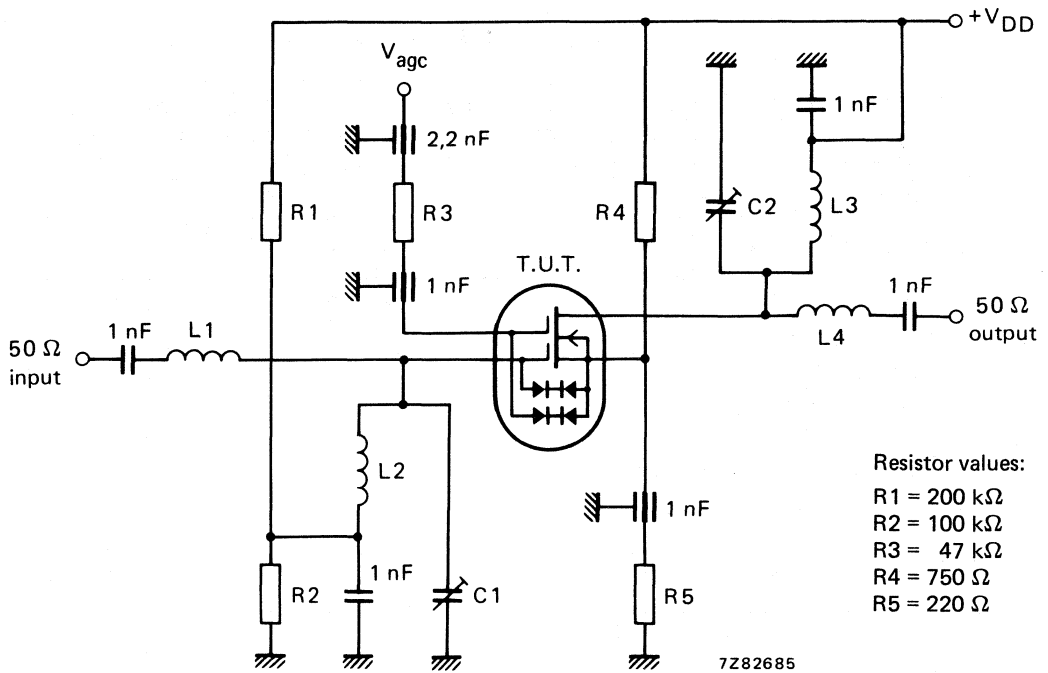 +VDD
Vagc
1 nF
2,2 nF
R1
R3
R4
C2
L3
T.U.T.
1 nF
1 nF
50 Ω
output
L4
1 nF
L1
50 Ω
input
L2
Resistor values:
R1 = 200 kΩ
R2 = 100 kΩ
R3 = 47 kΩ
R4 = 750 Ω
R5 = 220 Ω
1 nF
1 nF
R2
C1
R5
7Z82685